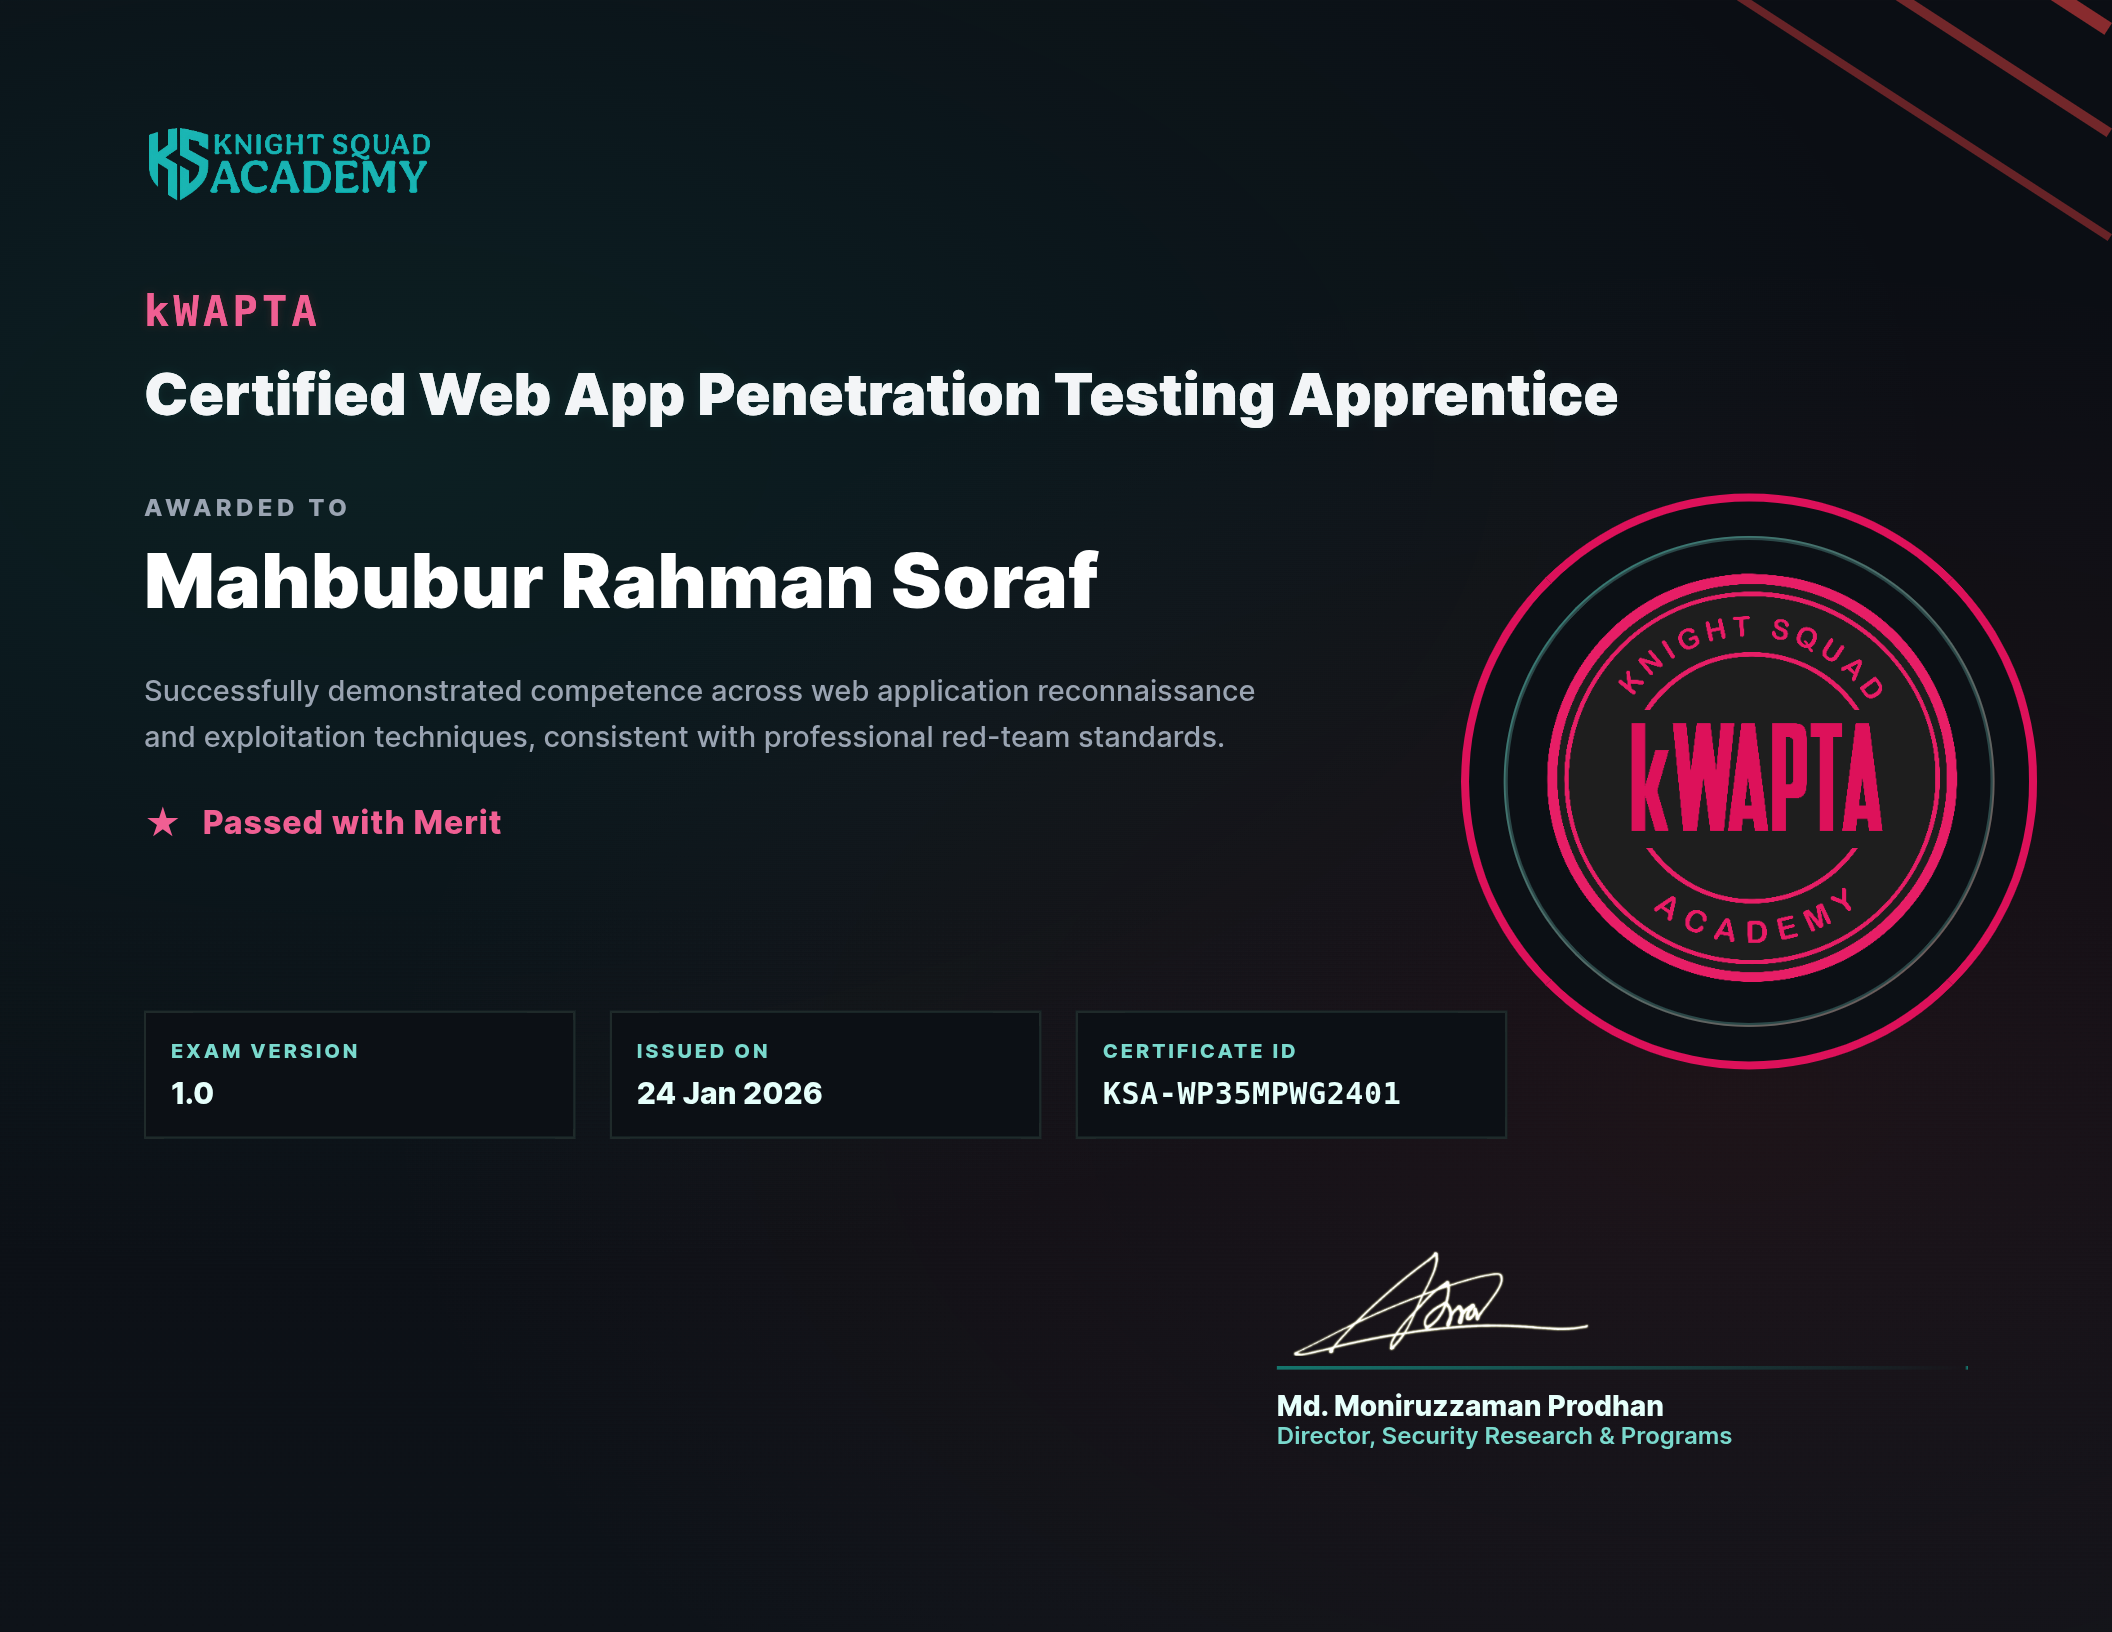 KS
KNIGHT SQUAD
ACADEMY
kWAPTA
Certified Web App Penetration Testing Apprentice
AWARDED TO
Mahbubur Rahman Soraf
Successfully demonstrated competence across web application reconnaissance
and exploitation techniques, consistent with professional red-team standards.
★ Passed with Merit
KNIGHT SQUAD
kWAPTA
ACADEMY
EXAM VERSION
1.0
ISSUED ON
24 Jan 2026
CERTIFICATE ID
KSA-WP35MPWG2401
Md. Moniruzzaman Prodhan
Director, Security Research & Programs